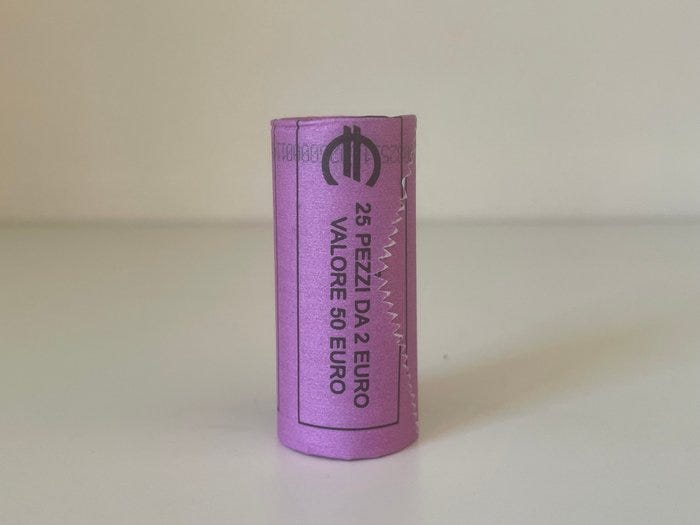 €
25 PEZZI DA 2 EURO
VALORE 50 EURO